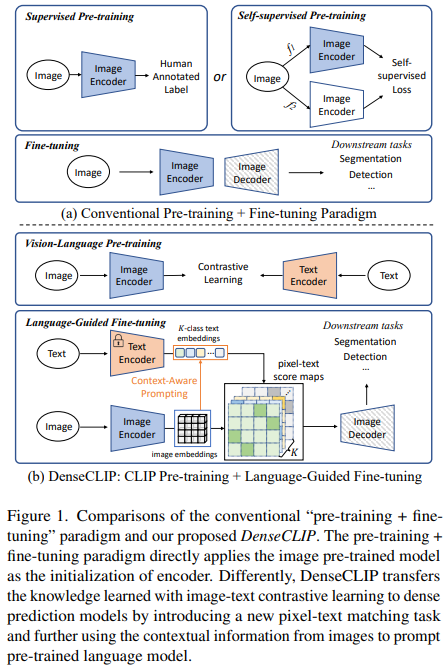 Supervised Pre-training
Image
Image
Encoder
Human
Annotated
Label
or
Self-supervised Pre-training
Image
f1
f2
Image
Encoder
Image
Encoder
Self-
supervised
Loss
Fine-tuning
Image
Image
Encoder
Image
Decoder
Downstream tasks
Segmentation
Detection
...
(a) Conventional Pre-training + Fine-tuning Paradigm
Vision-Language Pre-training
Image
Image
Encoder
Contrastive
Learning
Text
Encoder
Text
Language-Guided Fine-tuning
Text
Text
Encoder
K-class text
embeddings
...
Context-Aware
Prompting
Image
Image
Encoder
image embeddings
pixel-text
score maps
K
Image
Decoder
Downstream tasks
Segmentation
Detection
...
(b) DenseCLIP: CLIP Pre-training + Language-Guided Fine-tuning
Figure 1. Comparisons of the conventional “pre-training + fine-
tuning” paradigm and our proposed DenseCLIP. The pre-training +
fine-tuning paradigm directly applies the image pre-trained model
as the initialization of encoder. Differently, DenseCLIP transfers
the knowledge learned with image-text contrastive learning to dense
prediction models by introducing a new pixel-text matching task
and further using the contextual information from images to prompt
pre-trained language model.